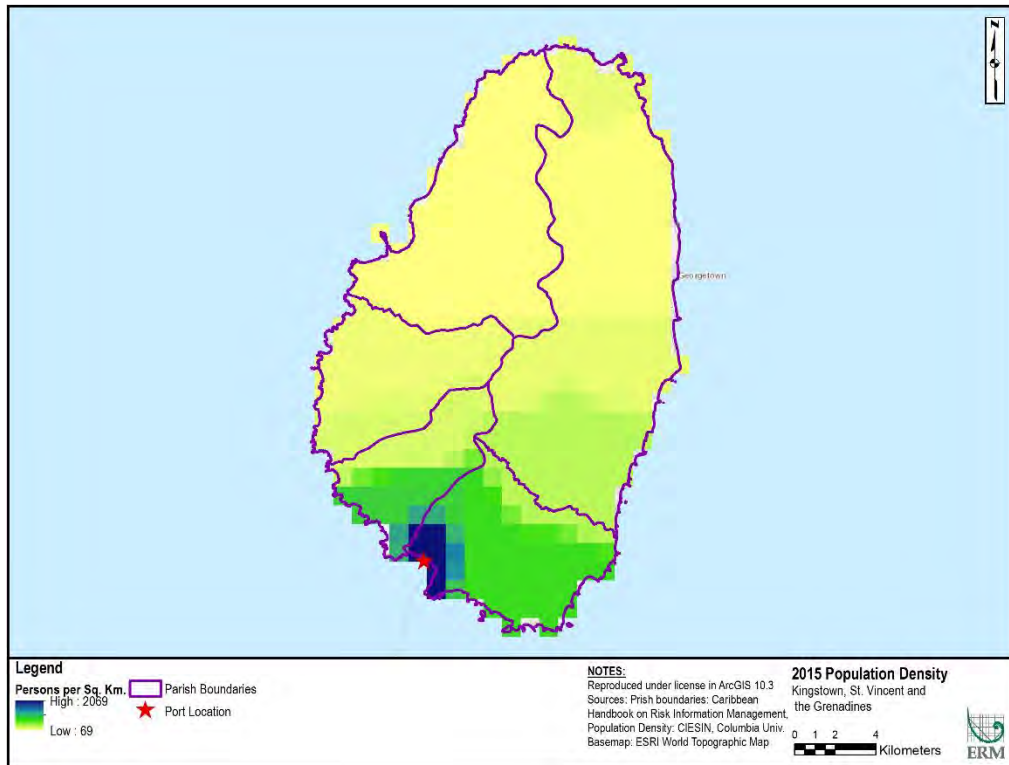 N
Georgetown
Legend
Persons per Sq. Km.
High : 2069
Low : 69
Parish Boundaries
Port Location
NOTES:
Reproduced under license in ArcGIS 10.3
Sources: Prish boundaries: Caribbean
Handbook on Risk Information Management,
Population Density: CIESIN, Columbia Univ.
Basemap: ESRI World Topographic Map
2015 Population Density
Kingstown, St. Vincent and
the Grenadines
0 1 2 4
Kilometers
ERM